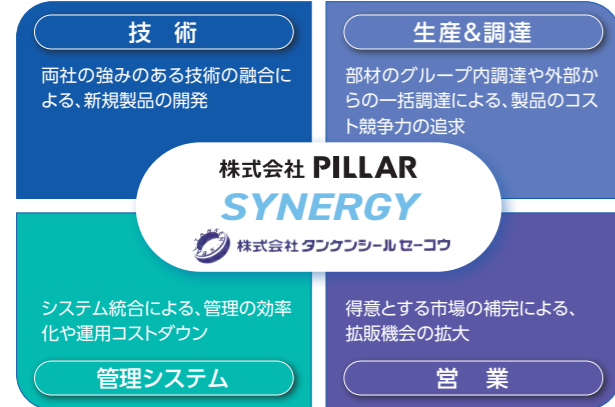 技 術
両社の強みのある技術の融合に
よる、新規製品の開発
生産&調達
部材のグループ内調達や外部か
らの一括調達による、製品のコス
ト競争力の追求
株式会社 PILLAR
SYNERGY
株式会社 タンケンシール セーコウ
システム統合による、管理の効率
化や運用コストダウン
管理システム
得意とする市場の補完による、
拡販機会の拡大
営 業